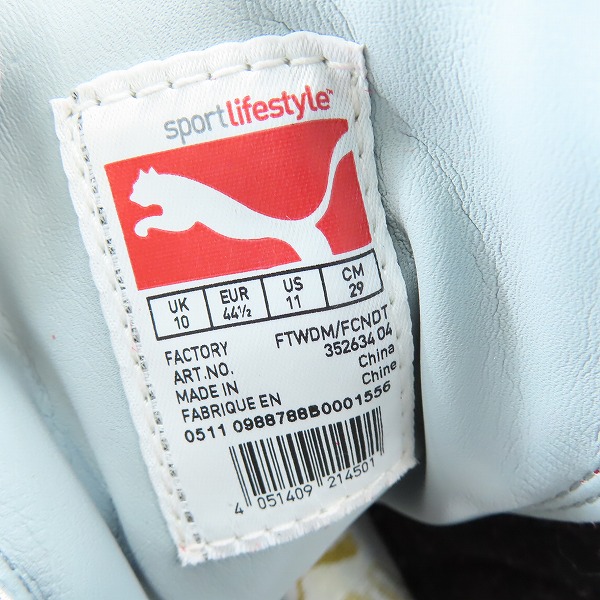 sportlifestyle™
UK EUR US CM
10 44½ 11 29
FACTORY FTWDM/FCNDT
ART.NO. 352634 04
MADE IN China
FABRIQUE EN Chine
0511 0988788B0001556
4 051409 214501